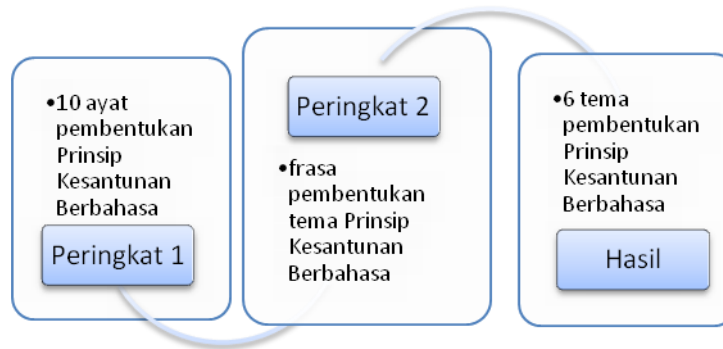 •10 ayat
pembentukan
Prinsip
Kesantunan
Berbahasa
Peringkat 1
Peringkat 2
•frasa
pembentukan
tema Prinsip
Kesantunan
Berbahasa
•6 tema
pembentukan
Prinsip
Kesantunan
Berbahasa
Hasil